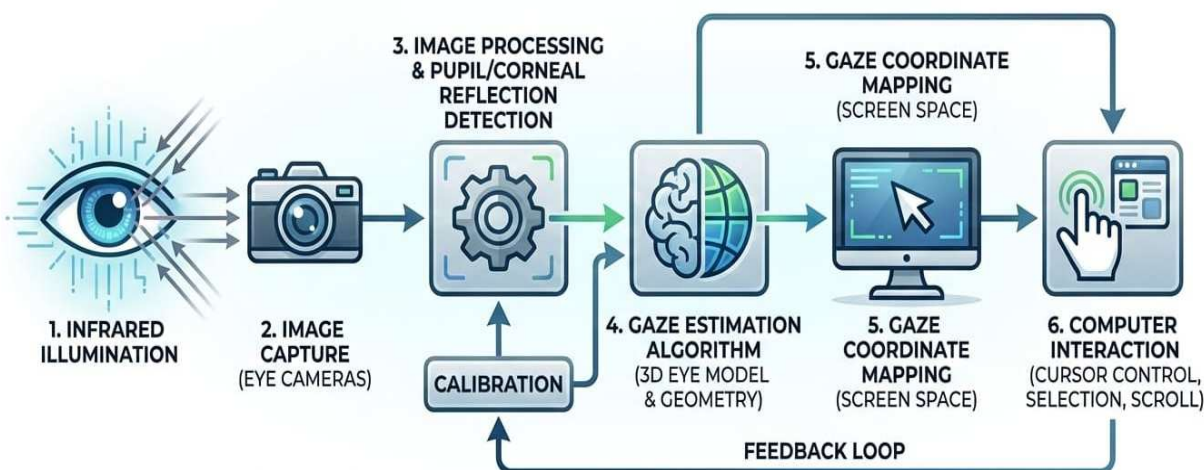 1. INFRARED
ILLUMINATION
2. IMAGE
CAPTURE
(EYE CAMERAS)
3. IMAGE PROCESSING
& PUPIL/CORNEAL
REFLECTION
DETECTION
CALIBRATION
4. GAZE ESTIMATION
ALGORITHM
(3D EYE MODEL
& GEOMETRY)
5. GAZE COORDINATE
MAPPING
(SCREEN SPACE)
5. GAZE
COORDINATE
MAPPING
(SCREEN SPACE)
6. COMPUTER
INTERACTION
(CURSOR CONTROL,
SELECTION, SCROLL)
FEEDBACK LOOP